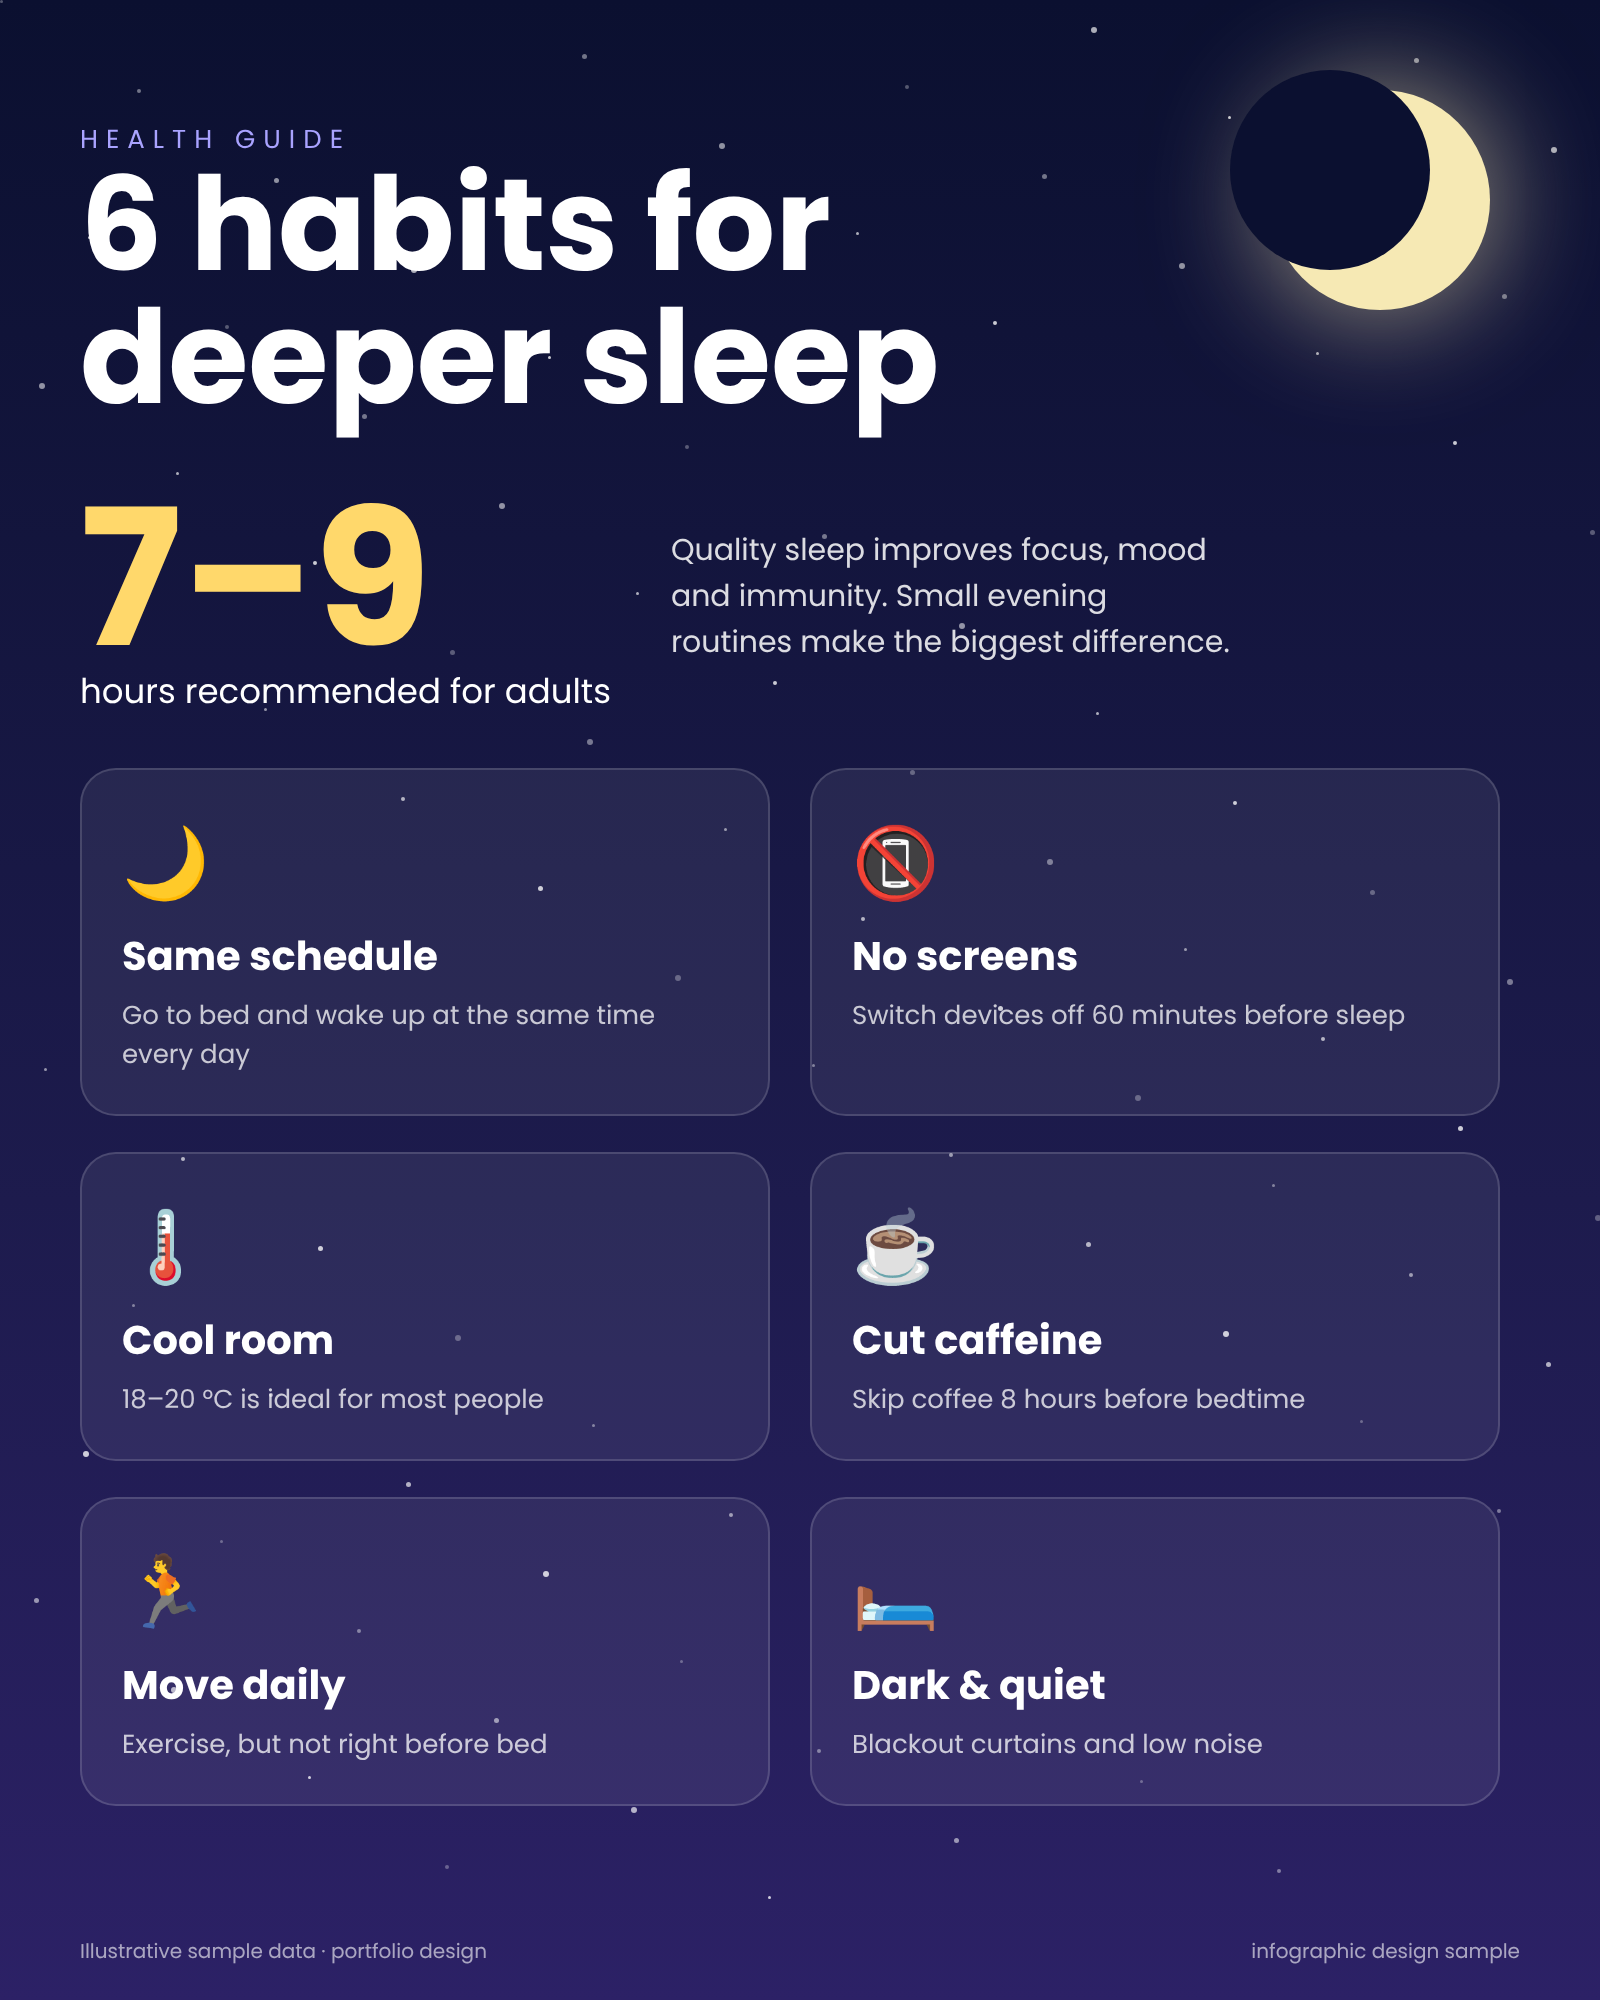 HEALTH GUIDE
6 habits for
deeper sleep
7–9
hours recommended for adults
Quality sleep improves focus, mood
and immunity. Small evening
routines make the biggest difference.
Same schedule
Go to bed and wake up at the same time
every day
No screens
Switch devices off 60 minutes before sleep
Cool room
18–20 °C is ideal for most people
Cut caffeine
Skip coffee 8 hours before bedtime
Move daily
Exercise, but not right before bed
Dark & quiet
Blackout curtains and low noise
Illustrative sample data · portfolio design
infographic design sample